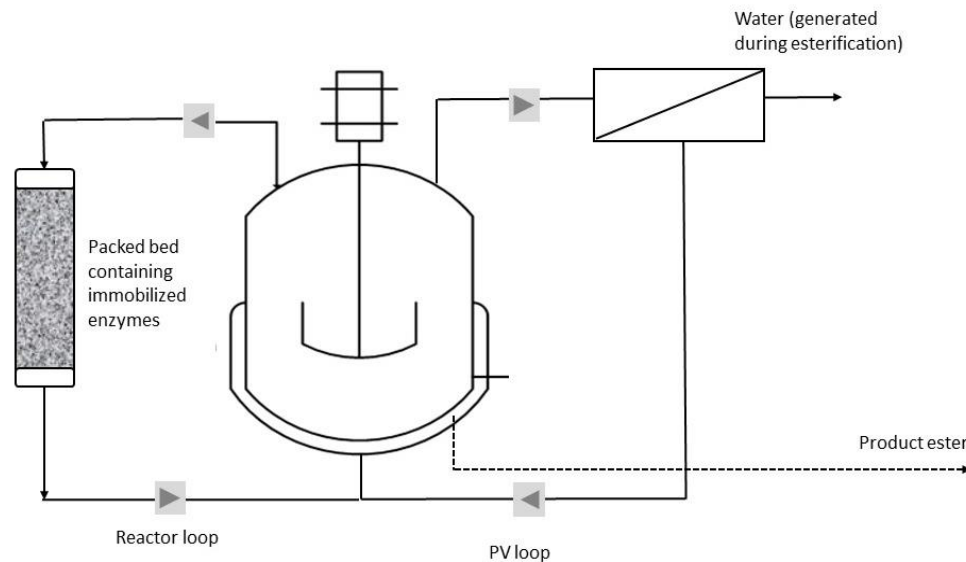 Water (generated
during esterification)
Packed bed
containing
immobilized
enzymes
Product ester
Reactor loop
PV loop